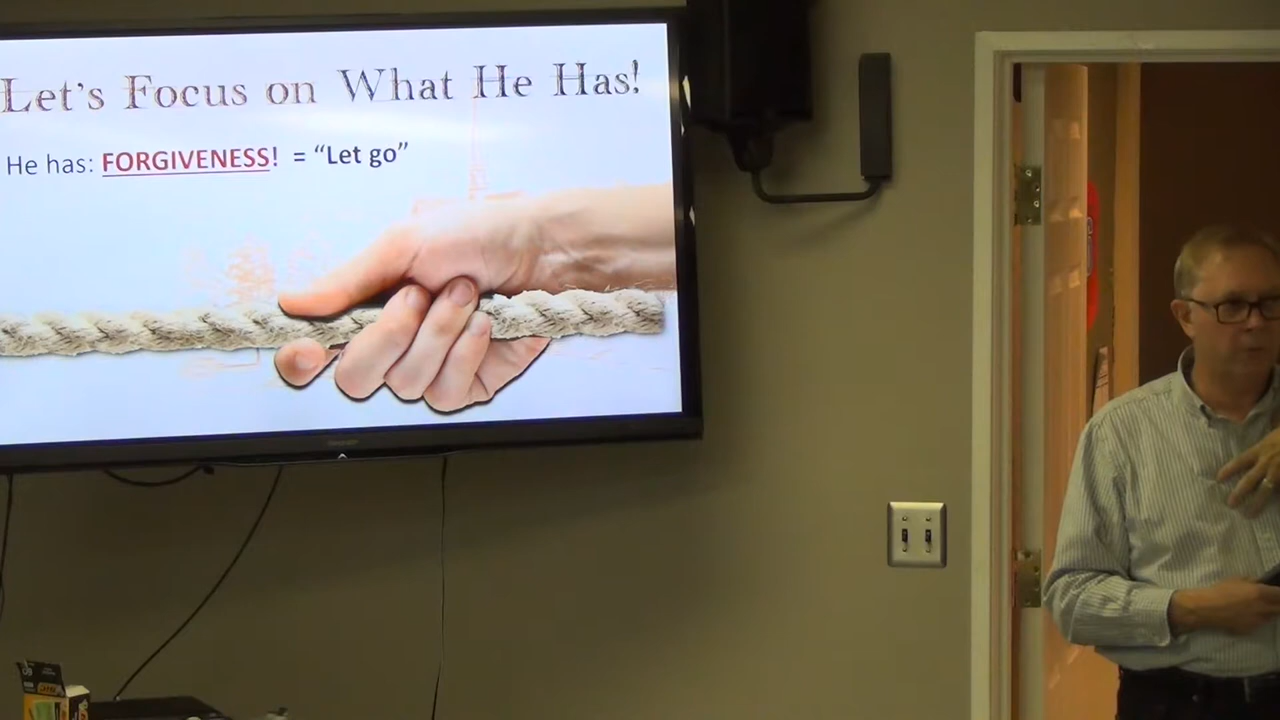 Let's Focus on What He Has!
He has: FORGIVENESS! = “Let go”